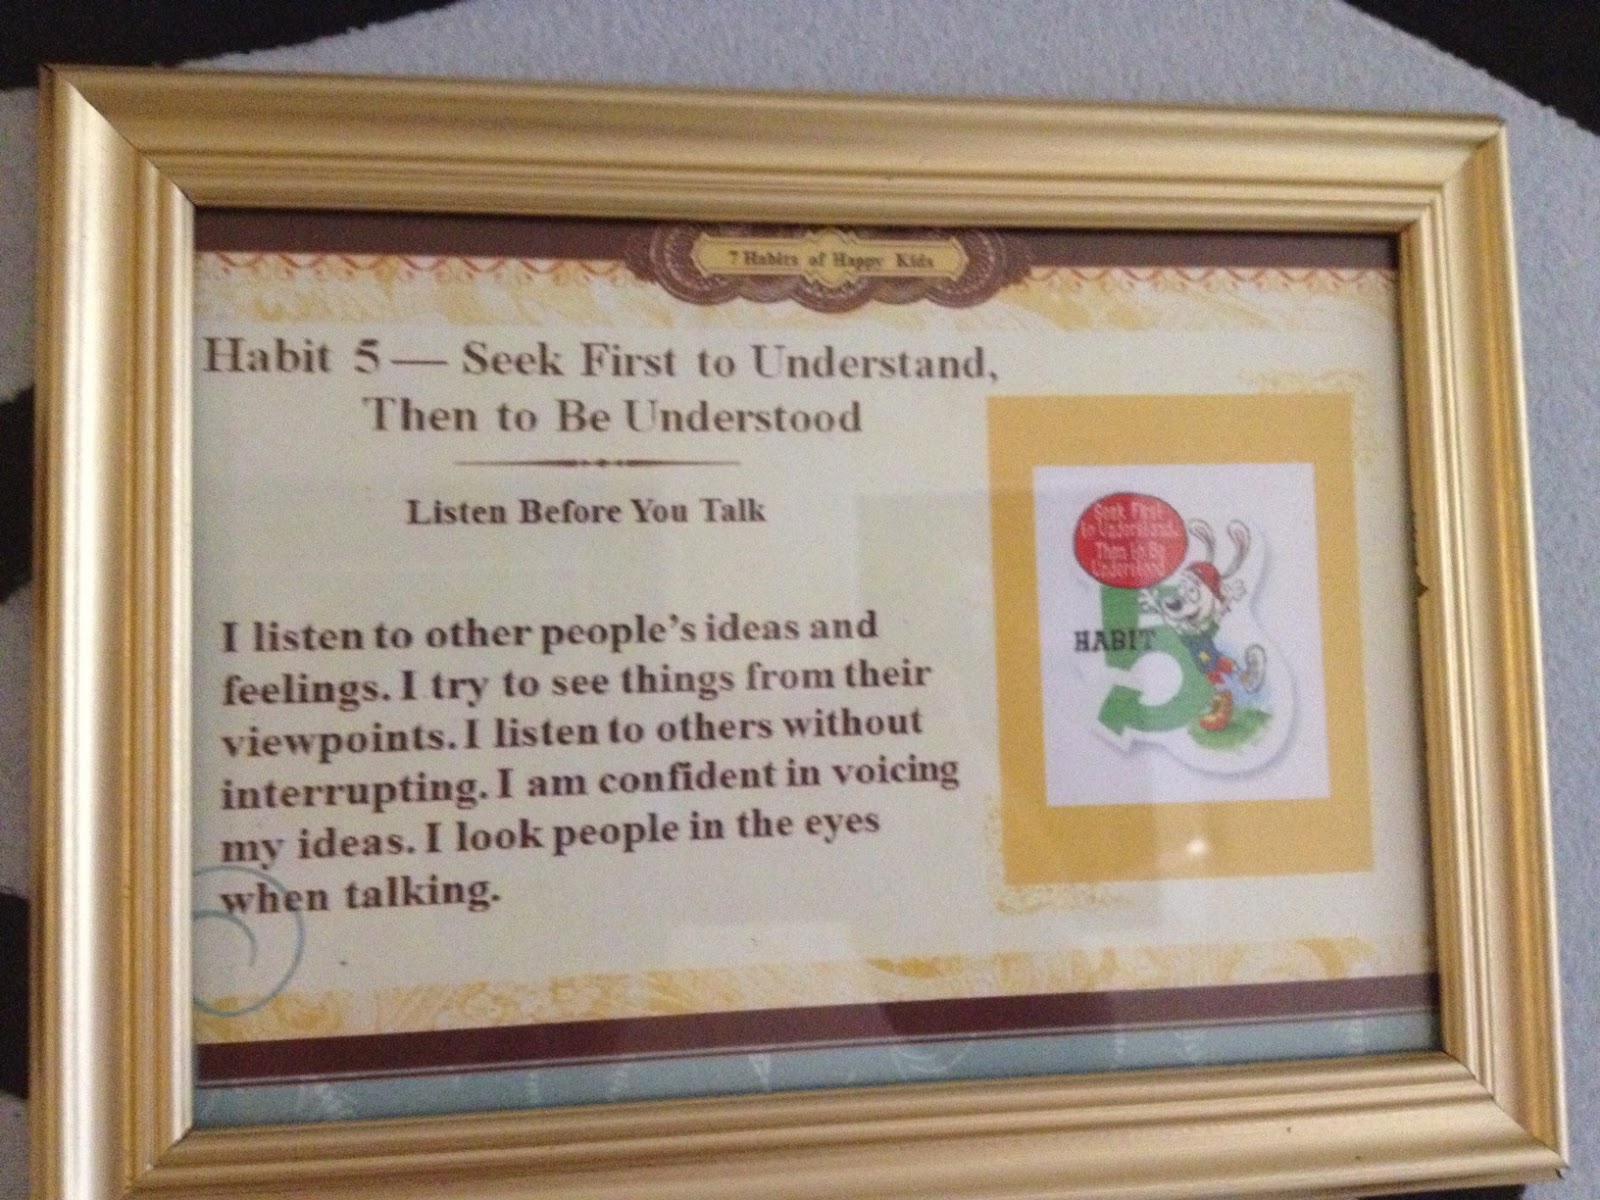 7 Habits of Happy Kids
Habit 5— Seek First to Understand,
Then to Be Understood
Listen Before You Talk
I listen to other people's ideas and
feelings. I try to see things from their
viewpoints. I listen to others without
interrupting. I am confident in voicing
my ideas. I look people in the eyes
when talking.
Seek First
to Understand,
Then to Be
Understood
HABIT
5